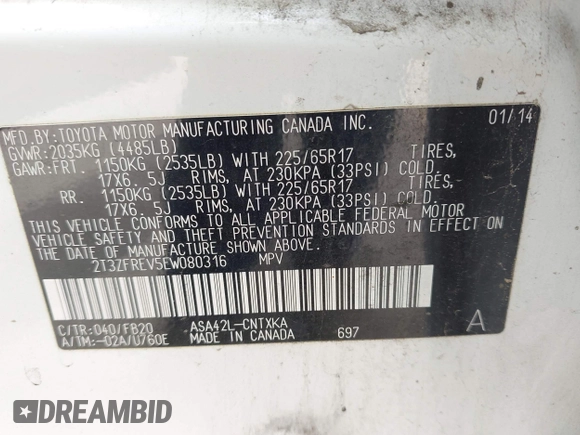 MFD.BY:TOYOTA MOTOR MANUFACTURING CANADA INC. 01/14
GVWR:2035KG (4485LB)
GAWR:FRT. 1150KG (2535LB) WITH 225/65R17 TIRES,
17X6. 5J RIMS, AT 230KPA (33PSI) COLD.
RR. 1150KG (2535LB) WITH 225/65R17 TIRES,
17X6. 5J RIMS, AT 230KPA (33PSI) COLD.
THIS VEHICLE CONFORMS TO ALL APPLICABLE FEDERAL MOTOR
VEHICLE SAFETY AND THEFT PREVENTION STANDARDS IN EFFECT ON
THE DATE OF MANUFACTURE SHOWN ABOVE.
2T3ZFREV5EW080316 MPV
C/TR:040/FB20 ASA42L-CNTXKA A
A/TM:-02A/U760E MADE IN CANADA 697
DREAMBID